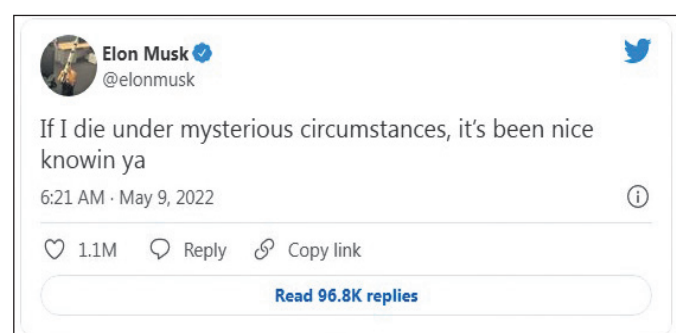 Elon Musk
@elonmusk
If I die under mysterious circumstances, it's been nice
knowin ya
6:21 AM · May 9, 2022
1.1M Reply Copy link
Read 96.8K replies